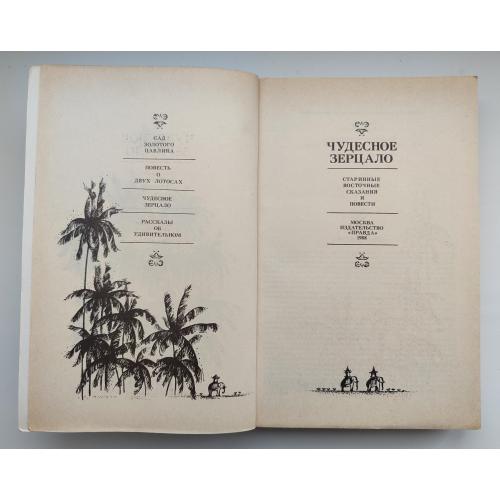 САД
ЗОЛОТОГО
ПАВЛИНА
ПОВЕСТЬ
О
ДВУХ ЛОТОСАХ
ЧУДЕСНОЕ
ЗЕРЦАЛО
РАССКАЗЫ
ОБ
УДИВИТЕЛЬНОМ
ЧУДЕСНОЕ
ЗЕРЦАЛО
СТАРИННЫЕ
ВОСТОЧНЫЕ
СКАЗАНИЯ
И
ПОВЕСТИ
МОСКВА
ИЗДАТЕЛЬСТВО
«ПРАВДА»
1988